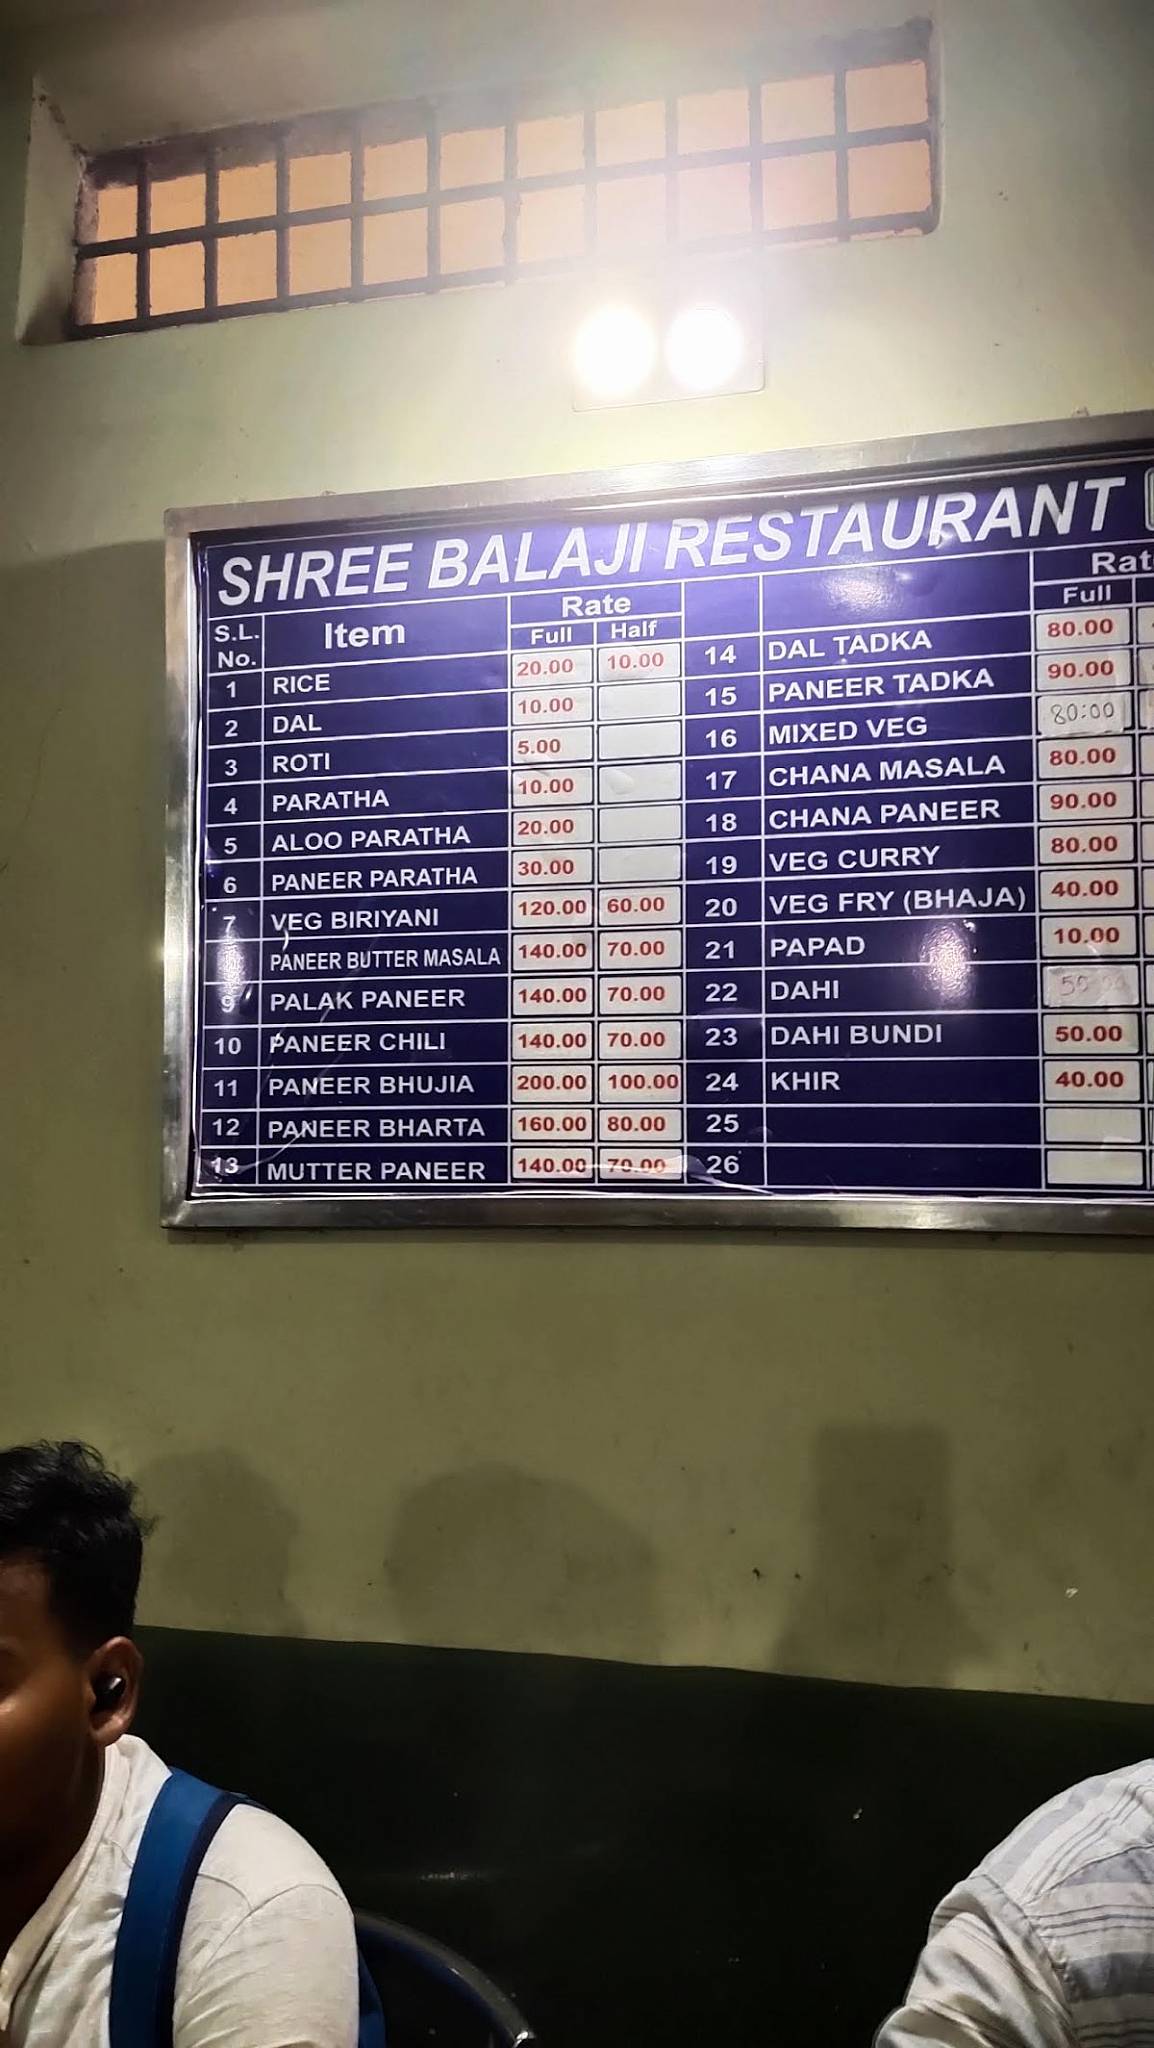 SHREE BALAJI RESTAURANT
S.L. No. Item Rate Full Half
1 RICE 20.00 10.00
2 DAL 10.00
3 ROTI 5.00
4 PARATHA 10.00
5 ALOO PARATHA 20.00
6 PANEER PARATHA 30.00
7 VEG BIRIYANI 120.00 60.00
PANEER BUTTER MASALA 140.00 70.00
9 PALAK PANEER 140.00 70.00
10 PANEER CHILI 140.00 70.00
11 PANEER BHUJIA 200.00 100.00
12 PANEER BHARTA 160.00 80.00
13 MUTTER PANEER 140.00 70.00
Full
14 DAL TADKA 80.00
15 PANEER TADKA 90.00
16 MIXED VEG 80:00
17 CHANA MASALA 80.00
18 CHANA PANEER 90.00
19 VEG CURRY 80.00
20 VEG FRY (BHAJA) 40.00
21 PAPAD 10.00
22 DAHI
23 DAHI BUNDI 50.00
24 KHIR 40.00
25
26